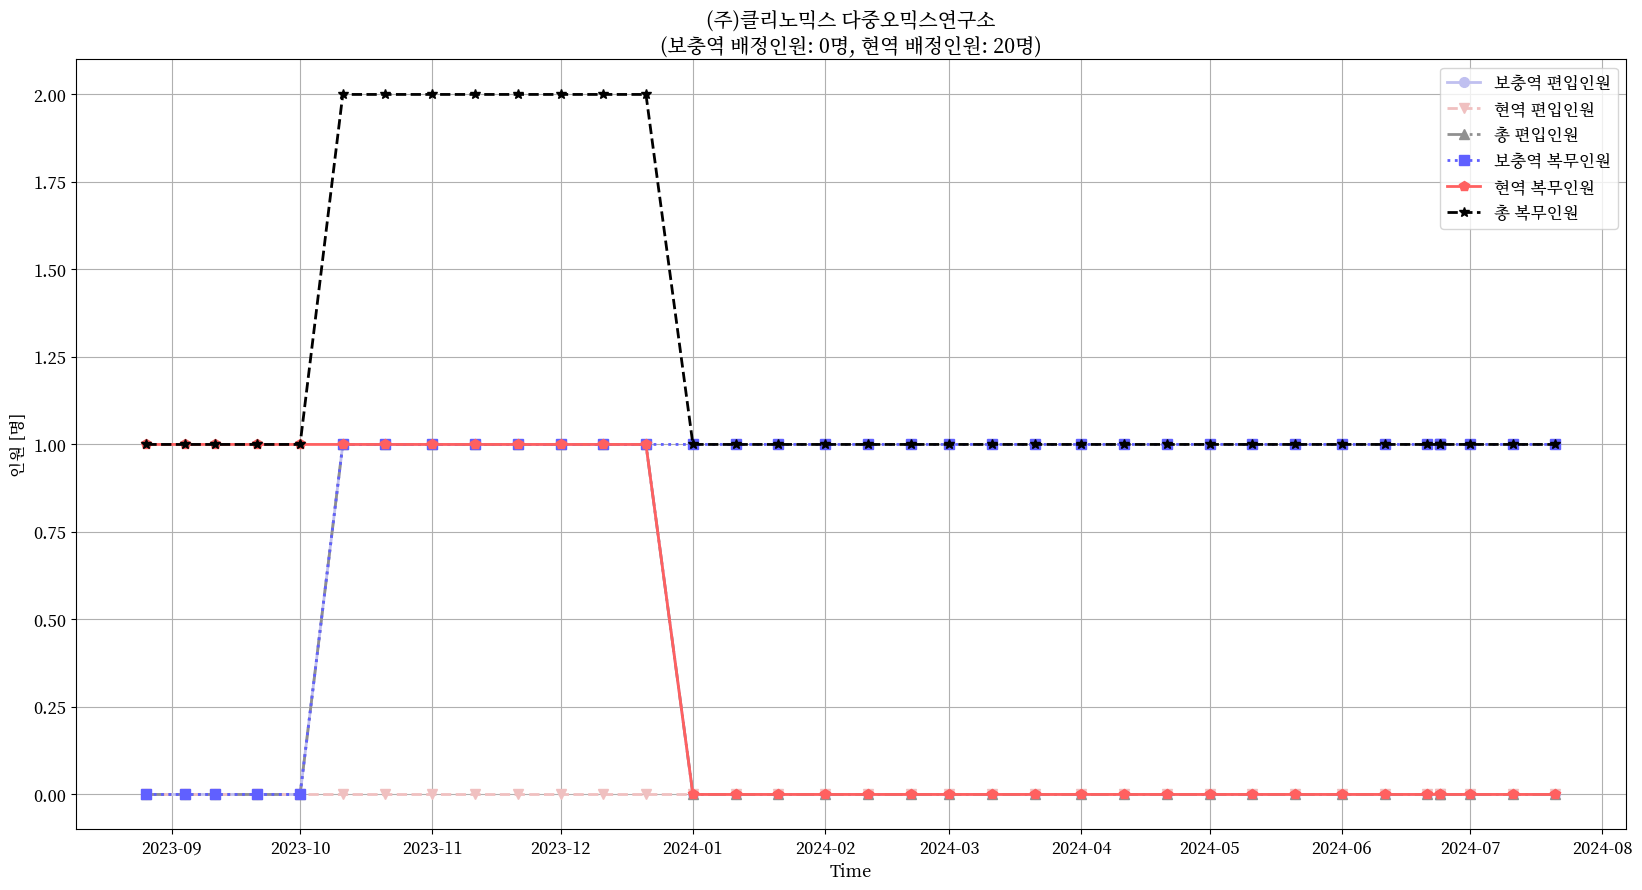 (주)클리노믹스 다중오믹스연구소
(보충역 배정인원: 0명, 현역 배정인원: 20명)
보충역 편입인원
현역 편입인원
총 편입인원
보충역 복무인원
현역 복무인원
총 복무인원
2.00
1.75
1.50
1.25
1.00
0.75
0.50
0.25
0.00
인원 [명]
2023-09
2023-10
2023-11
2023-12
2024-01
2024-02
2024-03
2024-04
2024-05
2024-06
2024-07
2024-08
Time